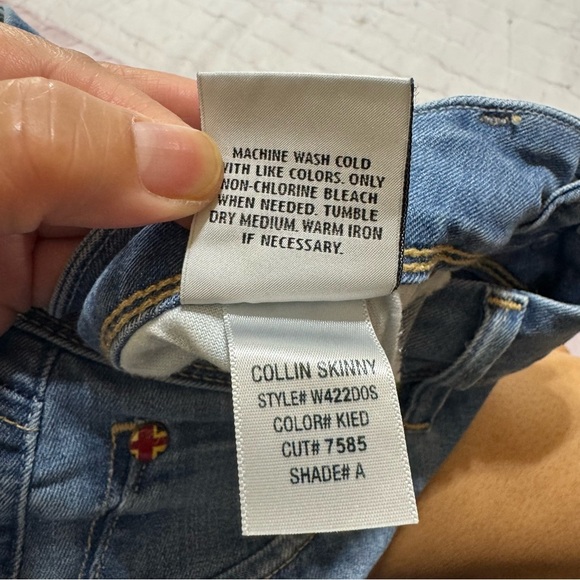 MACHINE WASH COLD
WITH LIKE COLORS. ONLY
NON-CHLORINE BLEACH
WHEN NEEDED. TUMBLE
DRY MEDIUM. WARM IRON
IF NECESSARY.
COLLIN SKINNY
STYLE# W422DOS
COLOR# KIED
CUT# 7585
SHADE# A